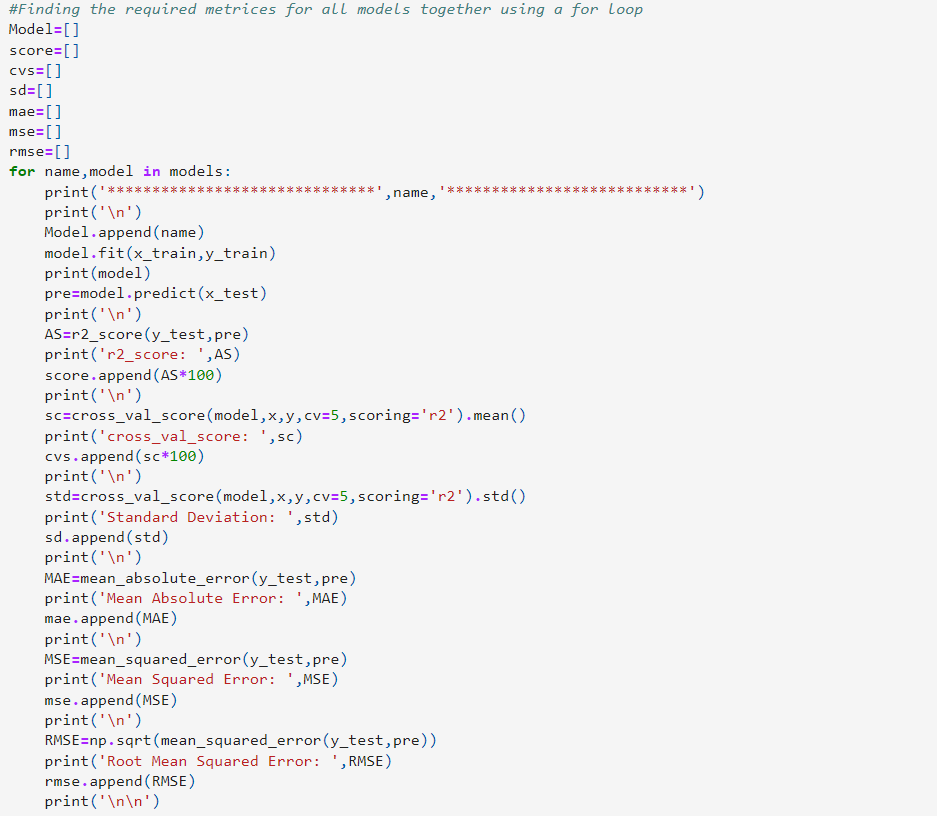 #Finding the required metrices for all models together using a for loop
Model=[]
score=[]
cvs=[]
sd=[]
mae=[]
mse=[]
rmse=[]
for name,model in models:
    print('******************************',name,'***************************')
    print('\n')
    Model.append(name)
    model.fit(x_train,y_train)
    print(model)
    pre=model.predict(x_test)
    print('\n')
    AS=r2_score(y_test,pre)
    print('r2_score: ',AS)
    score.append(AS*100)
    print('\n')
    sc=cross_val_score(model,x,y,cv=5,scoring='r2').mean()
    print('cross_val_score: ',sc)
    cvs.append(sc*100)
    print('\n')
    std=cross_val_score(model,x,y,cv=5,scoring='r2').std()
    print('Standard Deviation: ',std)
    sd.append(std)
    print('\n')
    MAE=mean_absolute_error(y_test,pre)
    print('Mean Absolute Error: ',MAE)
    mae.append(MAE)
    print('\n')
    MSE=mean_squared_error(y_test,pre)
    print('Mean Squared Error: ',MSE)
    mse.append(MSE)
    print('\n')
    RMSE=np.sqrt(mean_squared_error(y_test,pre))
    print('Root Mean Squared Error: ',RMSE)
    rmse.append(RMSE)
    print('\n\n')